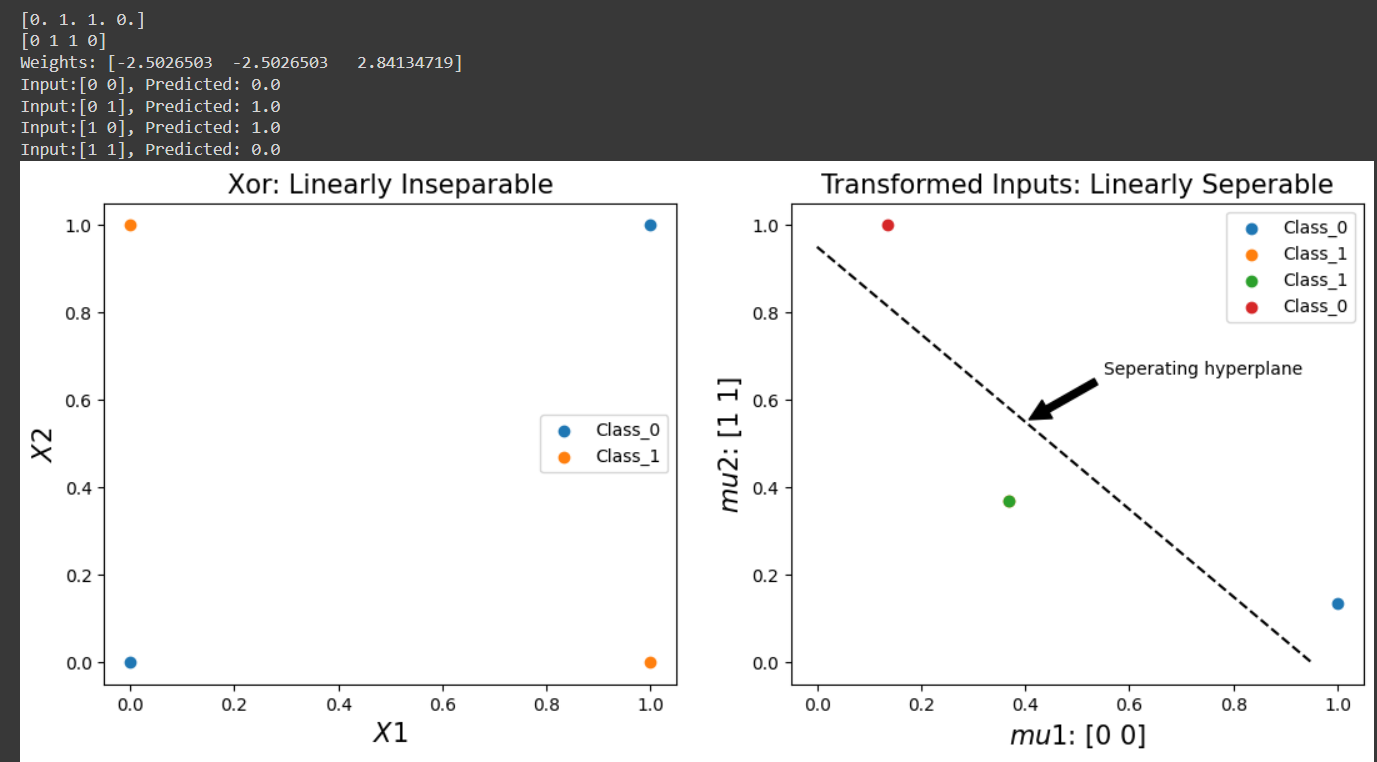 [0. 1. 1. 0.]
[0 1 1 0]
Weights: [-2.5026503  -2.5026503   2.84134719]
Input:[0 0], Predicted: 0.0
Input:[0 1], Predicted: 1.0
Input:[1 0], Predicted: 1.0
Input:[1 1], Predicted: 0.0
Xor: Linearly Inseparable
1.0
0.8
0.6
0.4
0.2
0.0
X2
Class_0
Class_1
0.0 0.2 0.4 0.6 0.8 1.0
X1
Transformed Inputs: Linearly Seperable
1.0
0.8
0.6
0.4
0.2
0.0
mu2: [1 1]
Class_0
Class_1
Class_1
Class_0
Seperating hyperplane
0.0 0.2 0.4 0.6 0.8 1.0
mu1: [0 0]